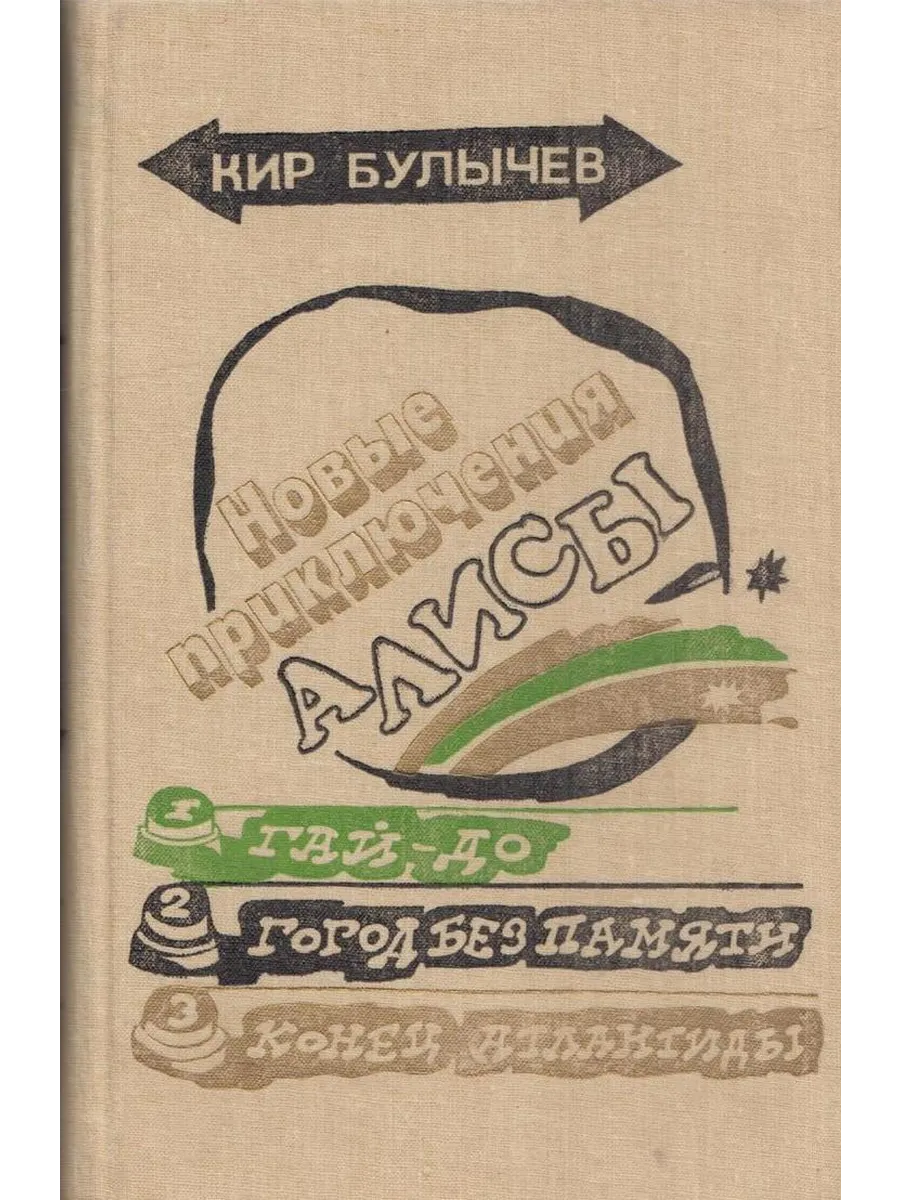 КИР БУЛЫЧЕВ
Новые
приключения
АЛИСЫ
1 ГАЙ-ДО
2 ГОРОД БЕЗ ПАМЯТИ
3 КОНЕЦ АТЛАНТИДЫ